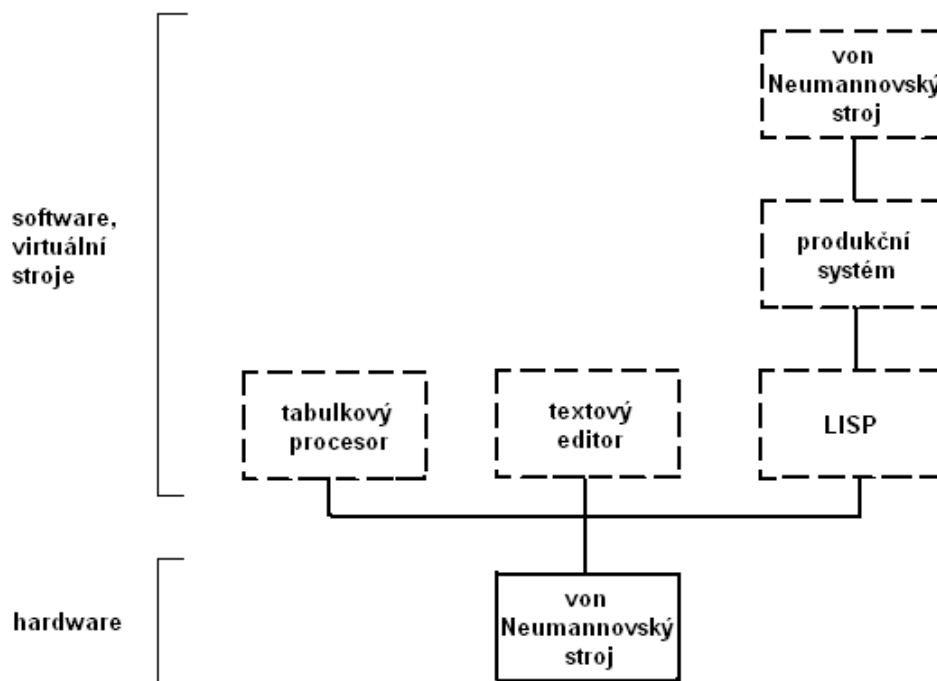 von
Neumannovský
stroj
software,
virtuální
stroje
produkční
systém
tabulkový
procesor
textový
editor
LISP
hardware
von
Neumannovský
stroj